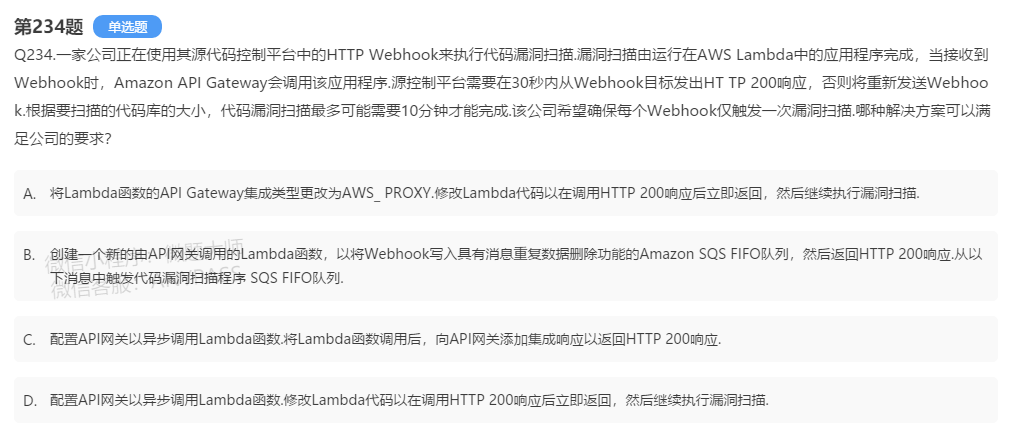 第234题 单选题
Q234.一家公司正在使用其源代码控制平台中的HTTP Webhook来执行代码漏洞扫描.漏洞扫描由运行在AWS Lambda中的应用程序完成，当接收到
Webhook时，Amazon API Gateway会调用该应用程序.源控制平台需要在30秒内从Webhook目标发出HT TP 200响应，否则将重新发送Webhoo
k.根据要扫描的代码库的大小，代码漏洞扫描最多可能需要10分钟才能完成.该公司希望确保每个Webhook仅触发一次漏洞扫描.哪种解决方案可以满
足公司的要求？
A. 将Lambda函数的API Gateway集成类型更改为AWS_ PROXY.修改Lambda代码以在调用HTTP 200响应后立即返回，然后继续执行漏洞扫描.
B. 创建一个新的由API网关调用的Lambda函数，以将Webhook写入具有消息重复数据删除功能的Amazon SQS FIFO队列，然后返回HTTP 200响应.从以
下消息中触发代码漏洞扫描程序 SQS FIFO队列.
C. 配置API网关以异步调用Lambda函数.将Lambda函数调用后，向API网关添加集成响应以返回HTTP 200响应.
D. 配置API网关以异步调用Lambda函数.修改Lambda代码以在调用HTTP 200响应后立即返回，然后继续执行漏洞扫描.